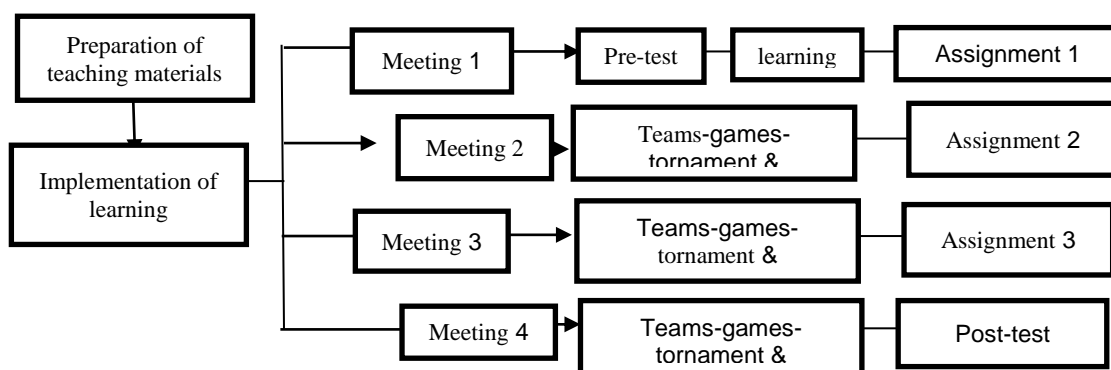 Preparation of
teaching materials
Implementation of
learning
Meeting 1
Pre-test
learning
Assignment 1
Meeting 2
Teams-games-
tornament &
Assignment 2
Meeting 3
Teams-games-
tornament &
Assignment 3
Meeting 4
Teams-games-
tornament &
Post-test